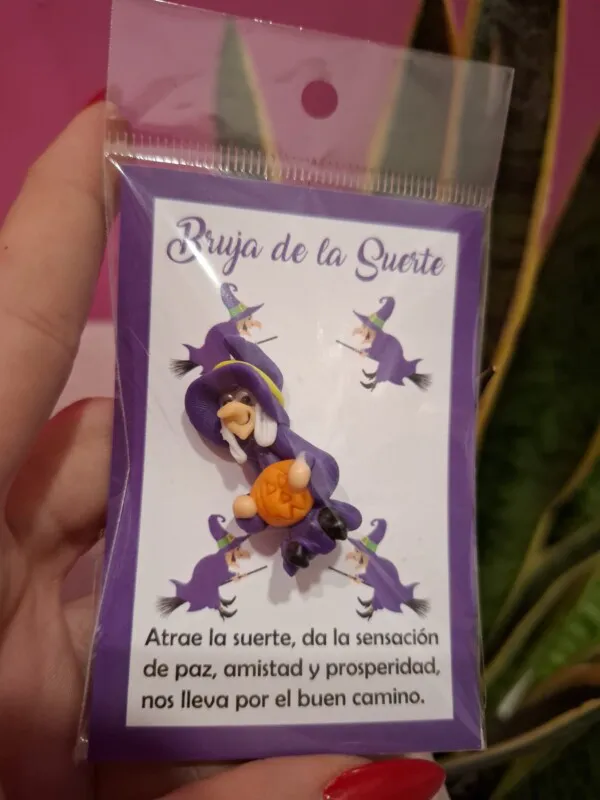 Bruja de la Suerte
Atrae la suerte, da la sensación
de paz, amistad y prosperidad,
nos lleva por el buen camino.